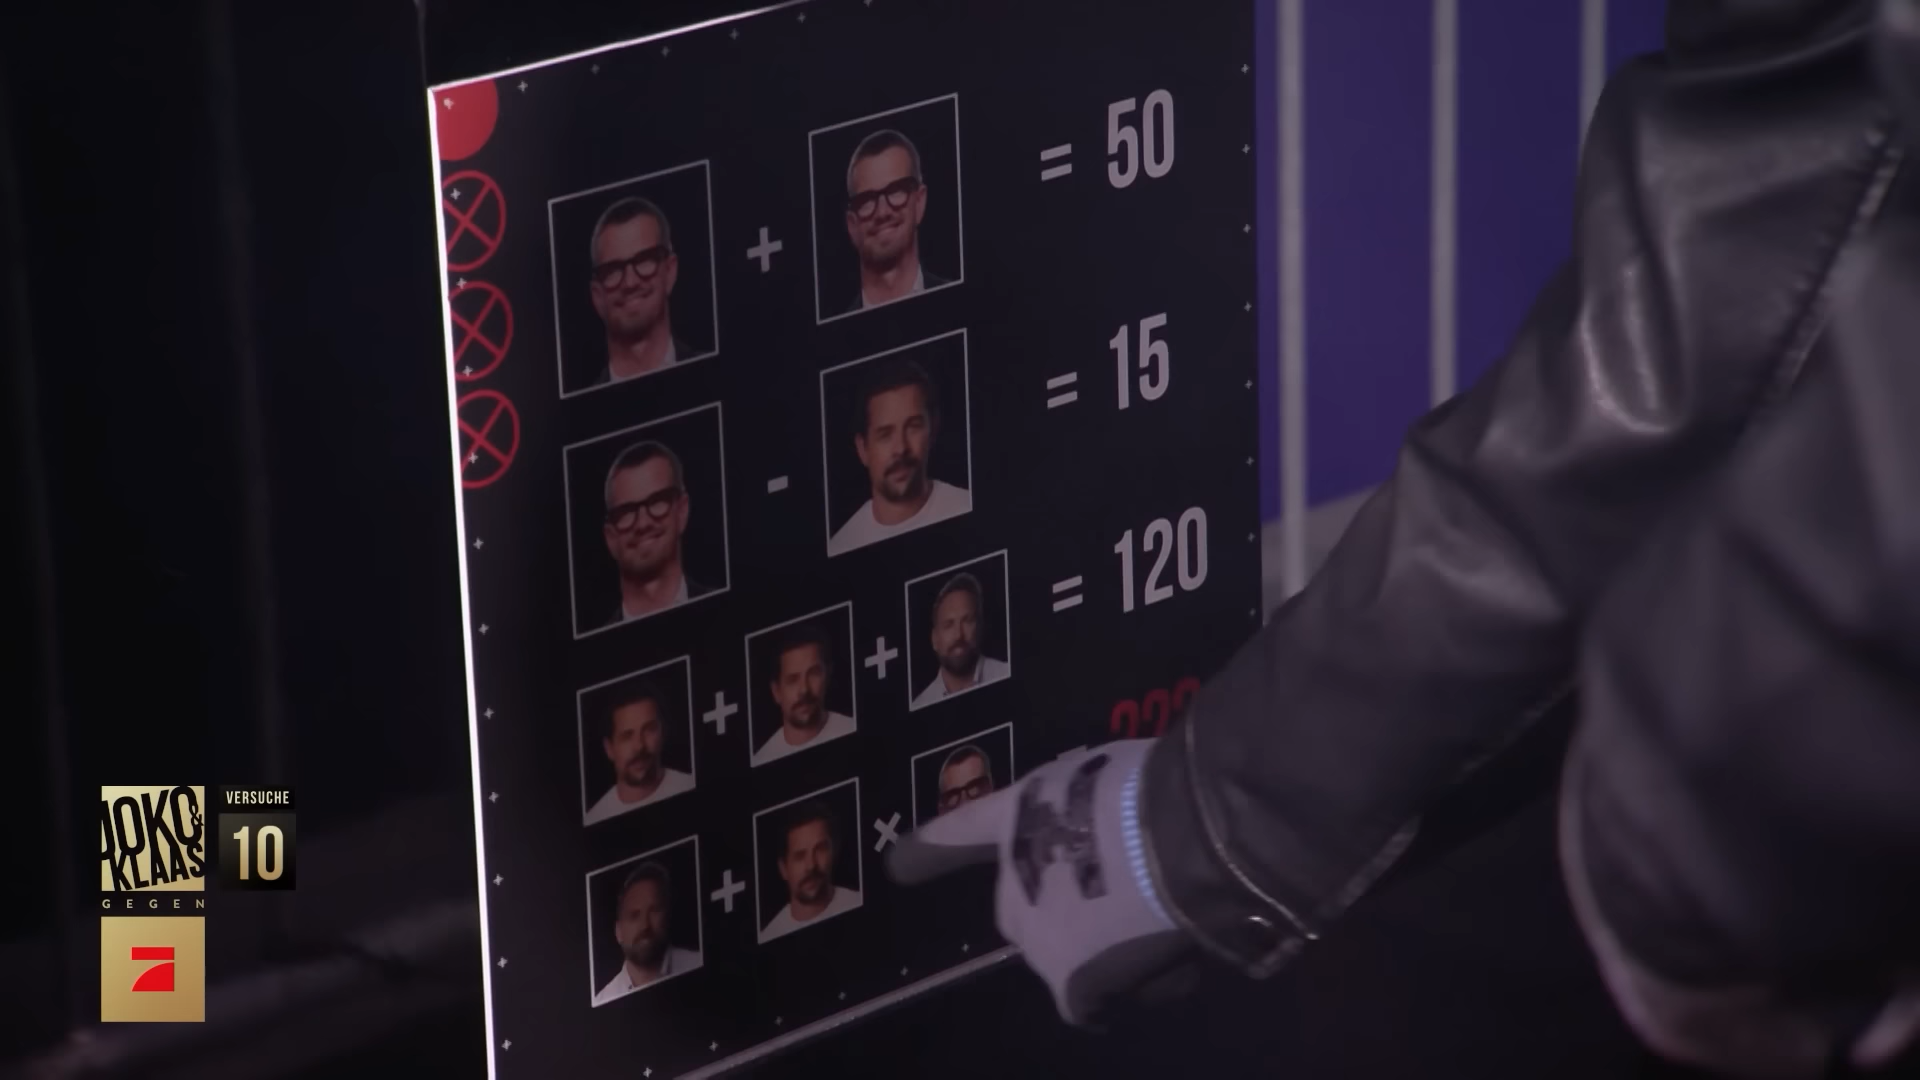 + = 50
- = 15
+ + = 120
+ ×
???
JOKO & KLAAS
GEGEN
VERSUCHE
10